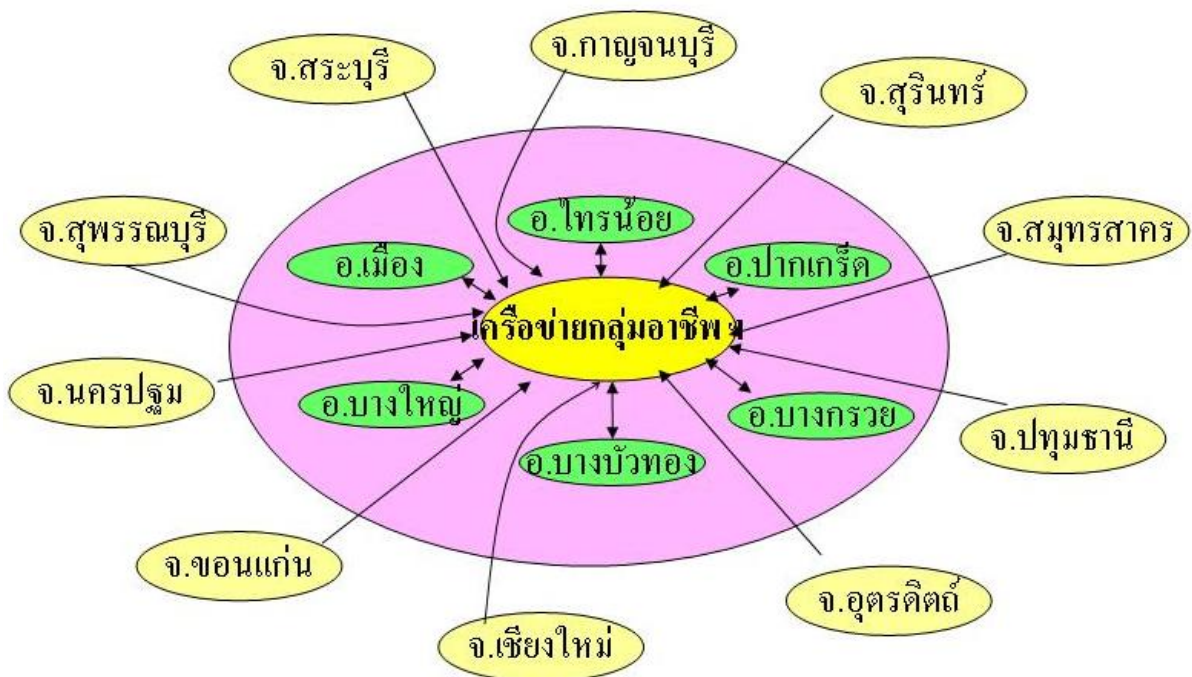 จ.กาญจนบุรี
จ.สระบุรี
จ.สุรินทร์
อ.ไทรน้อย
จ.สุพรรณบุรี
จ.สมุทรสาคร
อ.เมือง
อ.ปากเกร็ด
เครือข่ายกลุ่มอาชีพ ฯ
จ.นครปฐม
อ.บางใหญ่
อ.บางกรวย
จ.ปทุมธานี
อ.บางบัวทอง
จ.ขอนแก่น
จ.อุตรดิตถ์
จ.เชียงใหม่